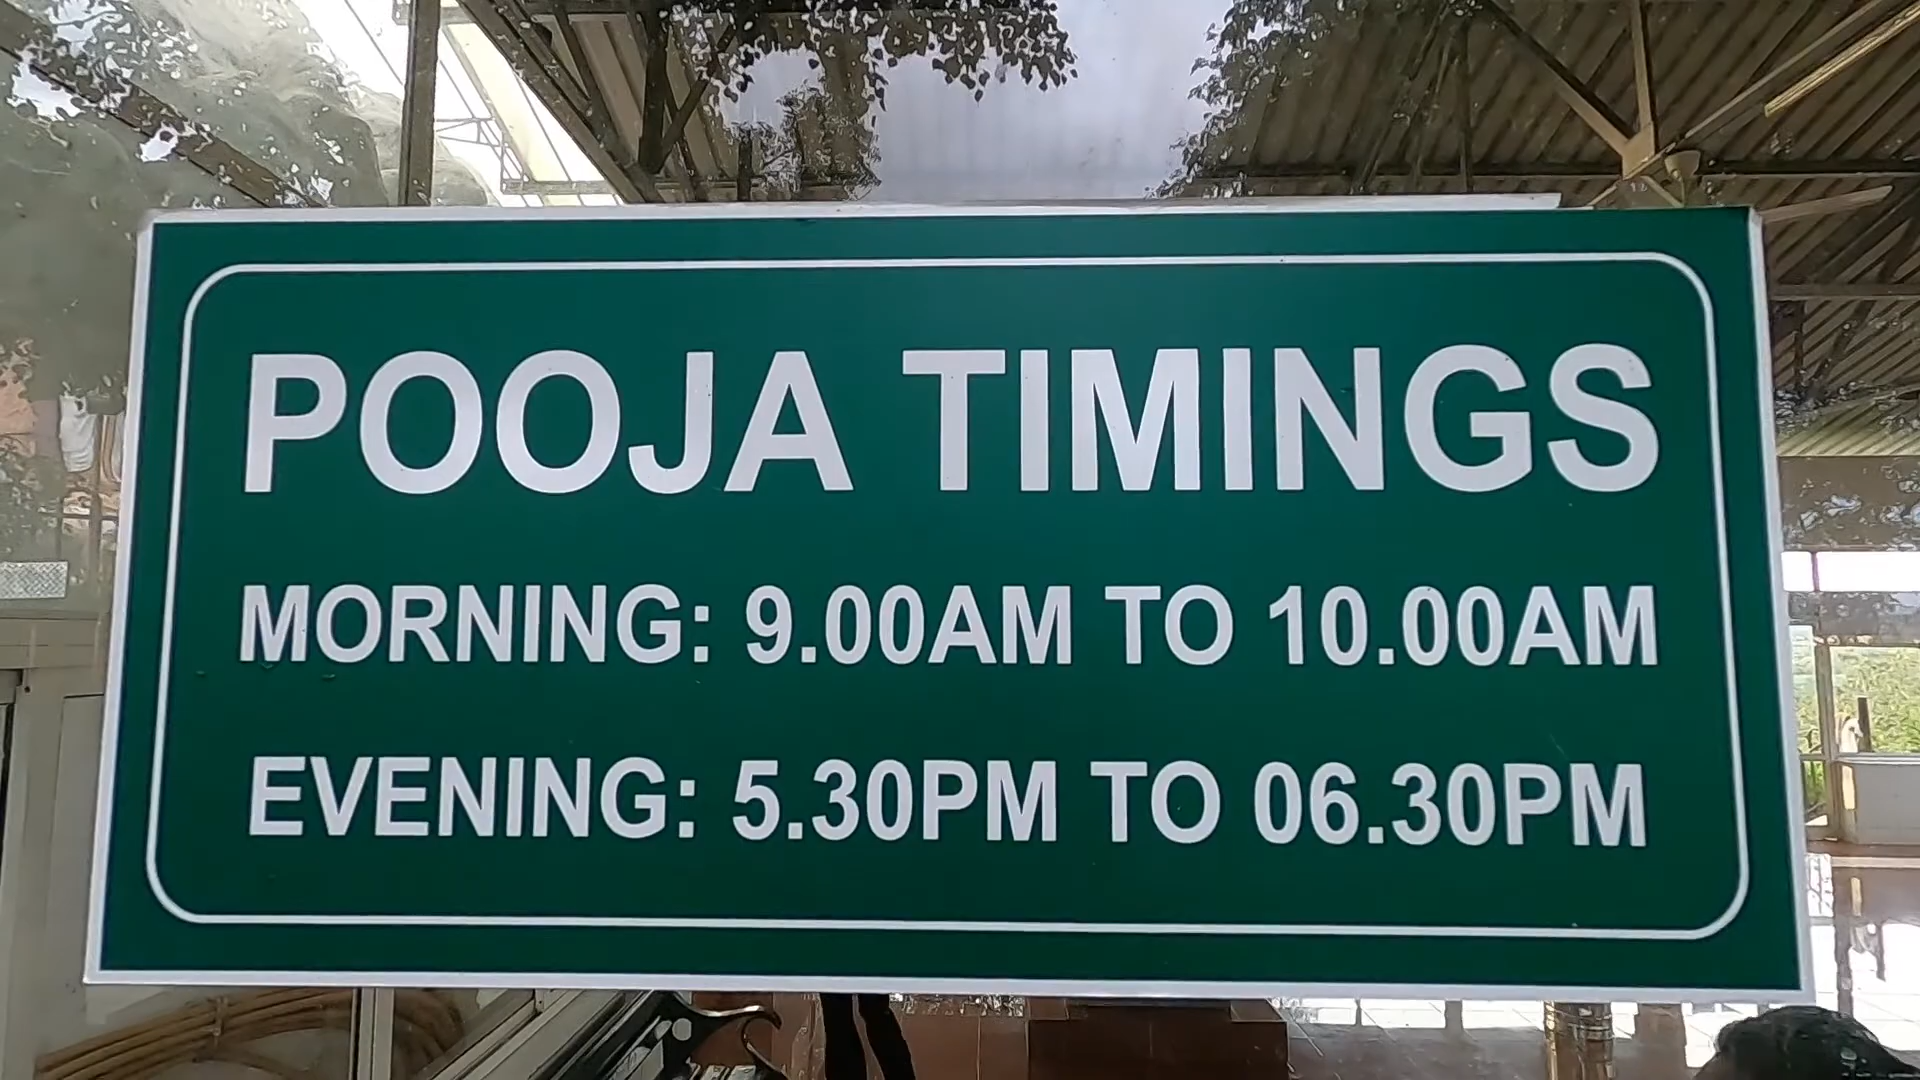 POOJA TIMINGS
MORNING: 9.00AM TO 10.00AM
EVENING: 5.30PM TO 06.30PM